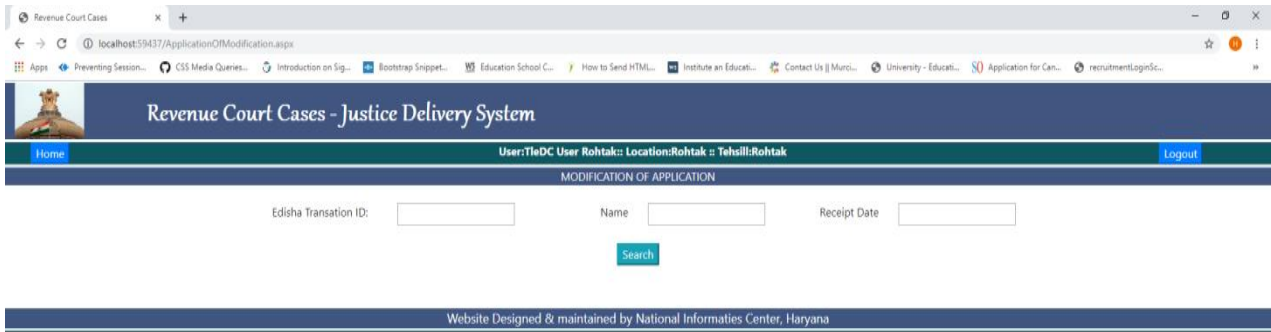 Revenue Court Cases
localhost:59437/ApplicationOfModification.aspx
Apps Preventing Session... CSS Media Queries... Introduction on Sig... Bootstrap Snippet... Education School C... How to Send HTML... Institute an Educati... Contact Us || Murci... University - Educati... Application for Can... recruitmentLoginSc...
Revenue Court Cases - Justice Delivery System
Home User:TleDC User Rohtak:: Location:Rohtak :: Tehsill:Rohtak Logout
MODIFICATION OF APPLICATION
Edisha Transation ID: Name Receipt Date
Search
Website Designed & maintained by National Informaties Center, Haryana